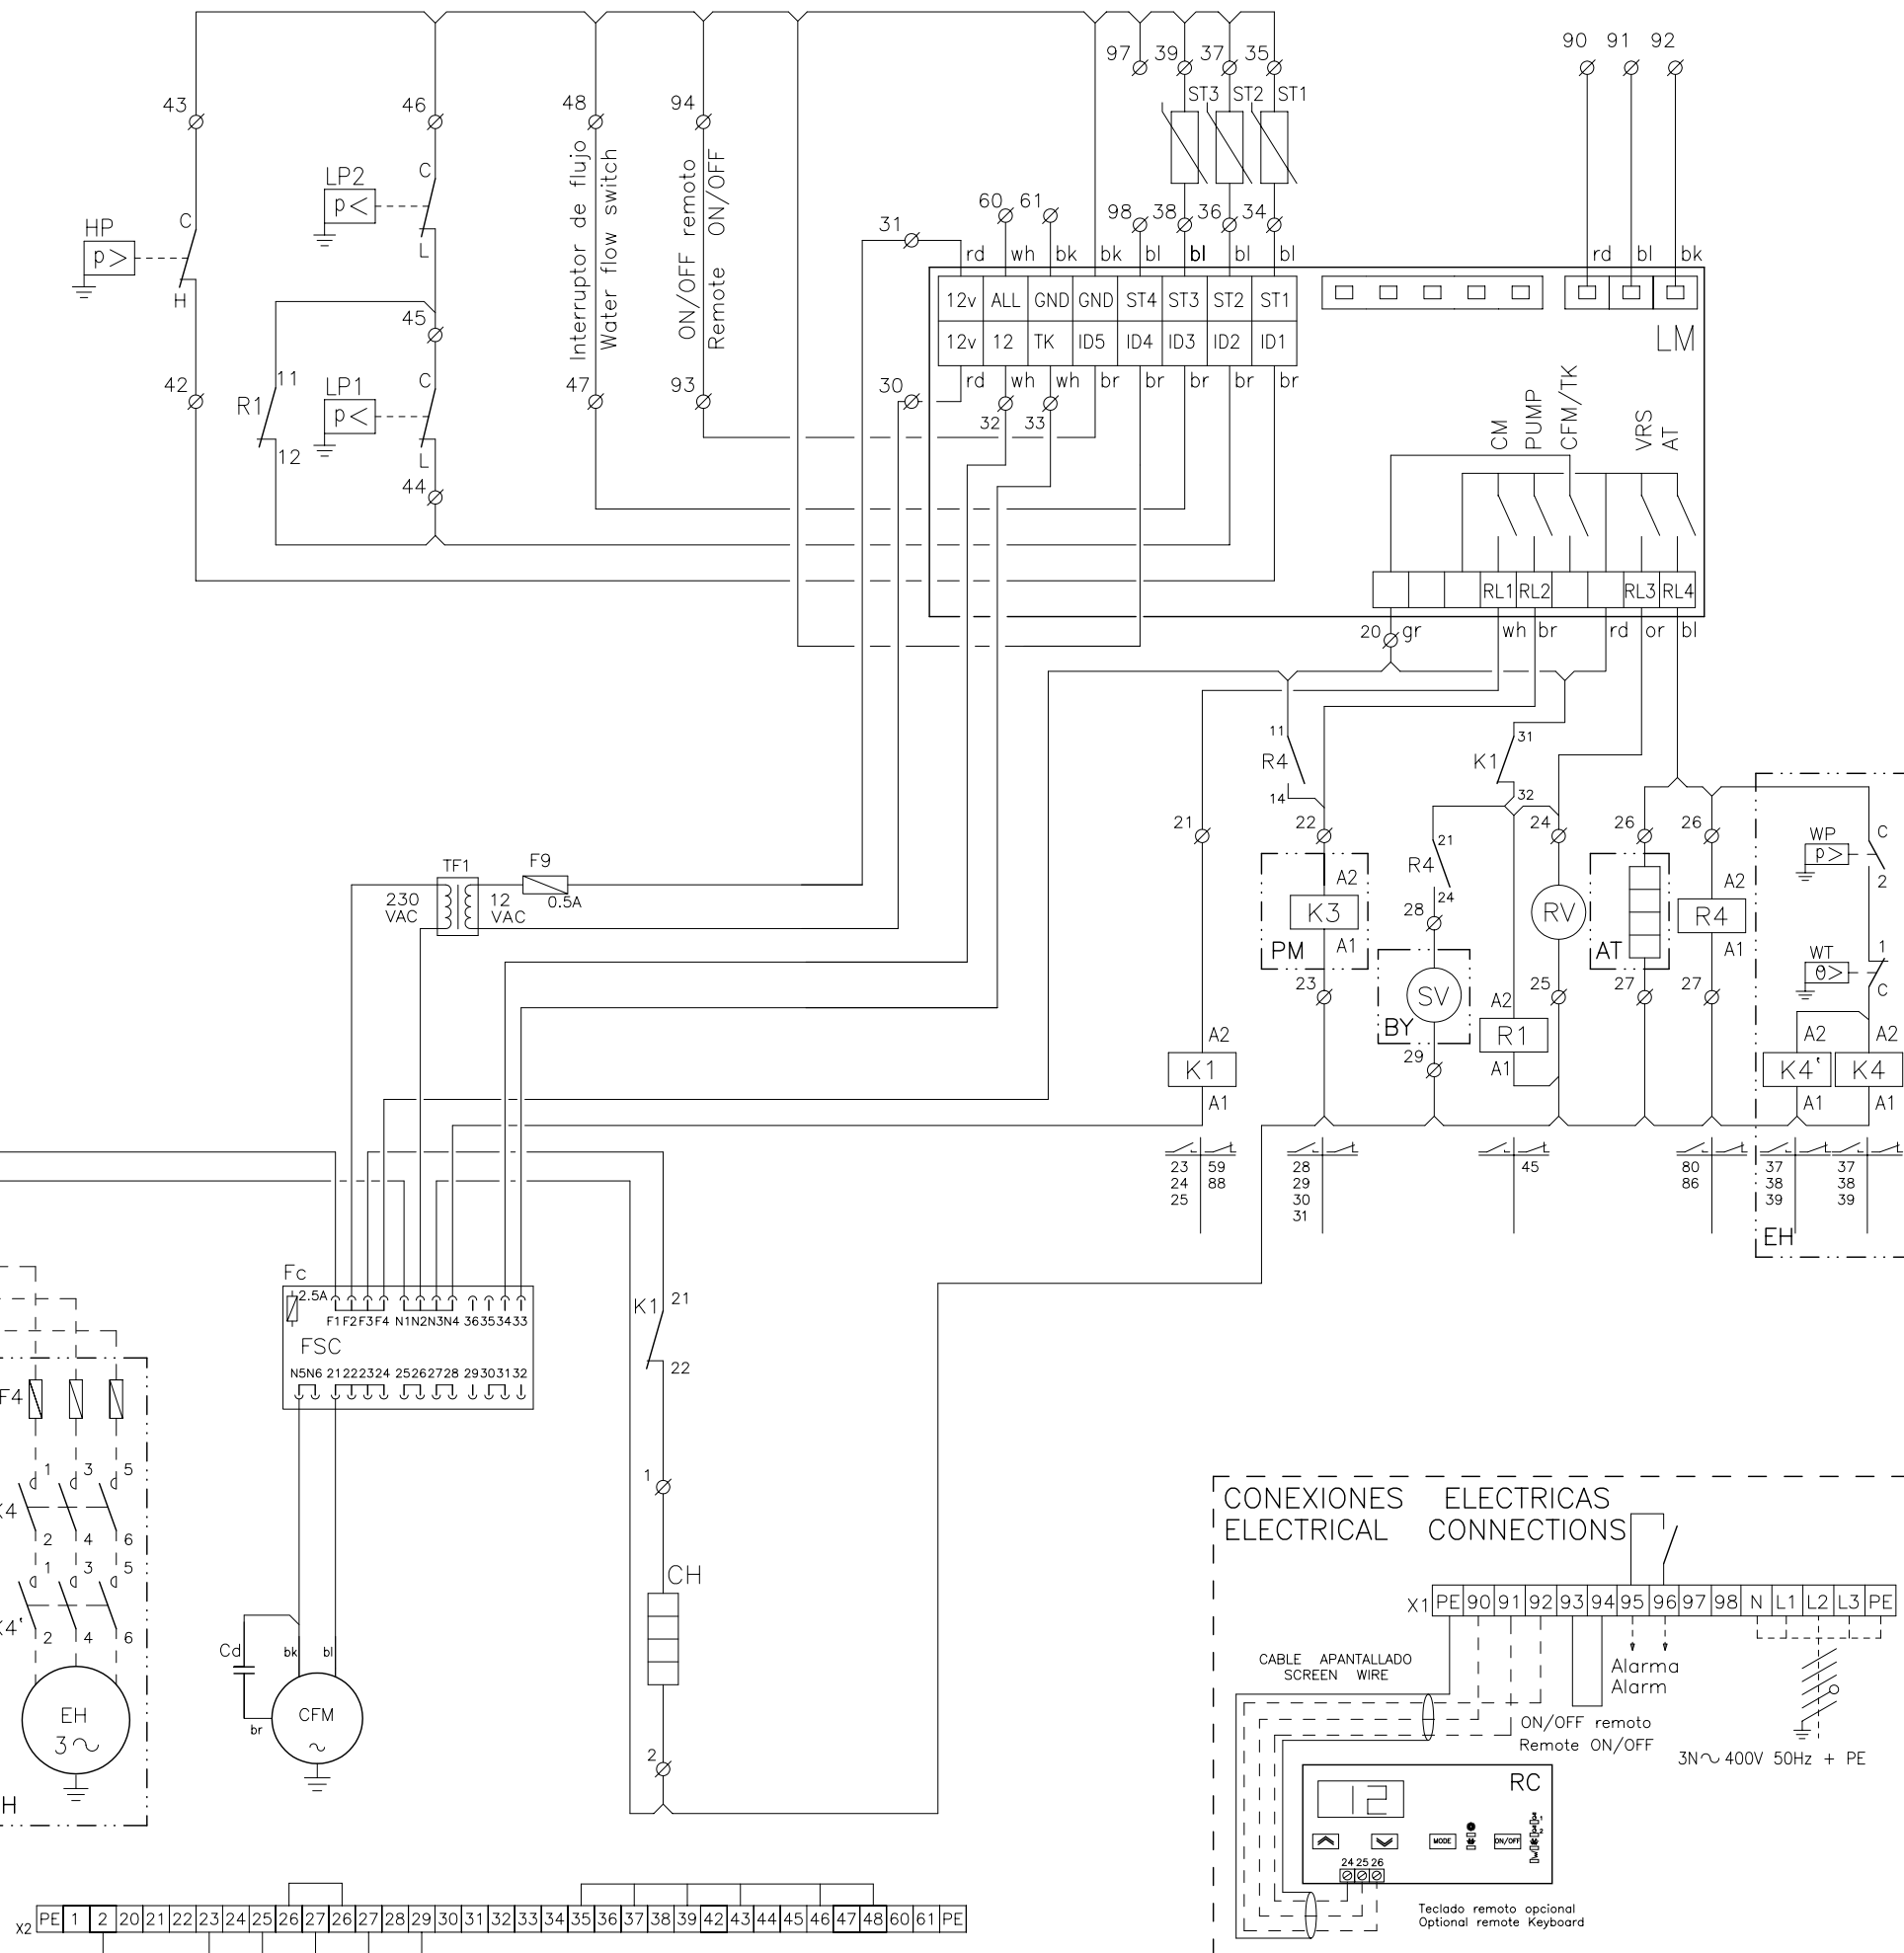 97 39 37 35 90 91 92
43 46 48 94
ST3 ST2 ST1
HP p> C H
LP2 p< C L
Interruptor de flujo
Water flow switch
ON/OFF remoto
Remote ON/OFF
31 60 61 98 38 36 34
rd wh bk bk bl bl bl bl rd bl bk
12v ALL GND GND ST4 ST3 ST2 ST1
12v 12 TK ID5 ID4 ID3 ID2 ID1
LM
rd wh wh br br br br br
42 45 47 93 30 32 33
R1 11 12
LP1 p< C L
44
CM
PUMP
CFM/TK
VRS
AT
RL1 RL2 RL3 RL4
20 gr wh br rd or bl
11 R4 14
K1 31 32
21 22 24 26 26
WP p> C 2
R4 21 24
TF1 F9
230
VAC
12
VAC
0.5A
K3 A2 A1
PM
28
RV
AT
R4 A2 A1
WT θ> 1 C
23 25 27 27
SV
BY
29
A2 R1 A1
A2 K1 A1
A2 A2
K4' K4
A1 A1
23 59 28 45 80 37 37
24 88 29 86 38 38
25 30 39 39
31
EH
Fc
2.5A
F1 F2 F3 F4 N1 N2 N3 N4 36 35 34 33
FSC
N5 N6 21 22 23 24 25 26 27 28 29 30 31 32
K1 21 22
F4
1 3 5
K4
2 4 6
1 3 5
K4'
2 4 6
EH
3~
H
1
CH
2
Cd bk bl
br
CFM
~
CONEXIONES ELECTRICAS
ELECTRICAL CONNECTIONS
X1 PE 90 91 92 93 94 95 96 97 98 N L1 L2 L3 PE
CABLE APANTALLADO
SCREEN WIRE
Alarma
Alarm
ON/OFF remoto
Remote ON/OFF
3N~ 400V 50Hz + PE
RC
12
MODE ON/OFF
24 25 26
Teclado remoto opcional
Optional remote Keyboard
X2 PE 1 2 20 21 22 23 24 25 26 27 26 27 28 29 30 31 32 33 34 35 36 37 38 39 42 43 44 45 46 47 48 60 61 PE